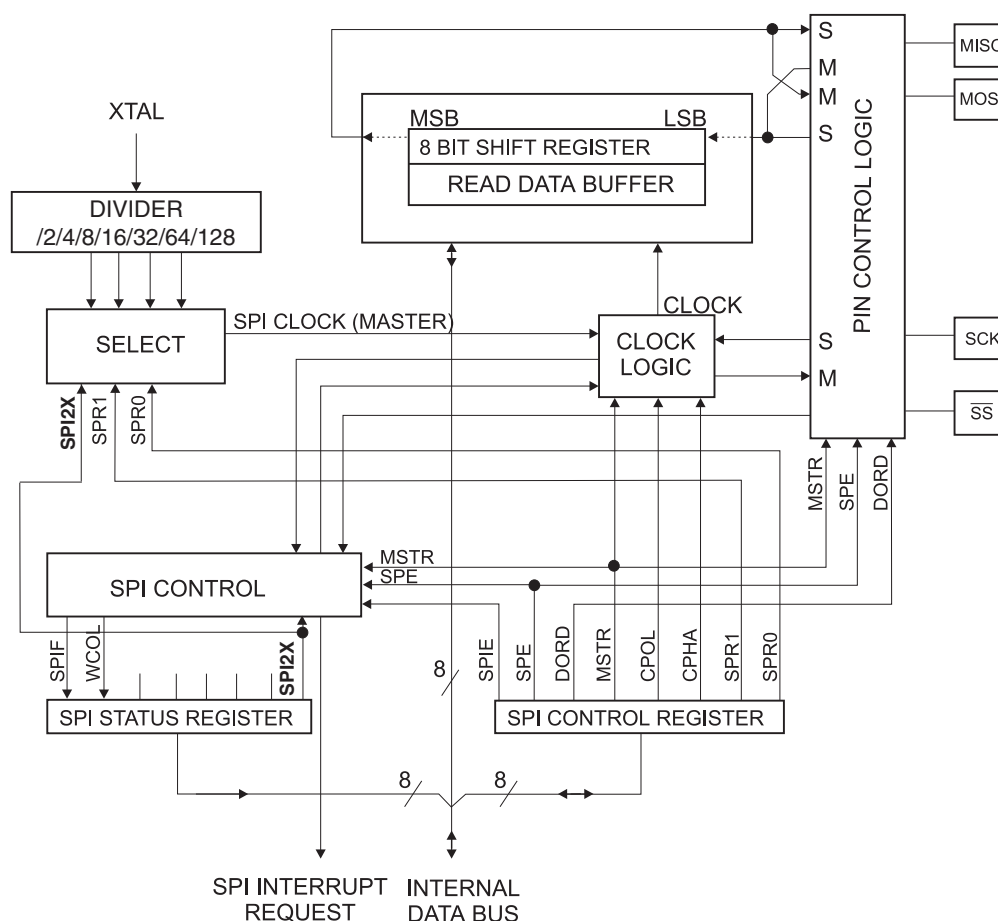 S
MISO
M
M
MOSI
S
XTAL
MSB
LSB
8 BIT SHIFT REGISTER
READ DATA BUFFER
DIVIDER
/2/4/8/16/32/64/128
PIN CONTROL LOGIC
SPI CLOCK (MASTER)
CLOCK
SELECT
CLOCK
LOGIC
S
M
SCK
SS
SPI2X
SPR1
SPR0
MSTR
SPE
DORD
MSTR
SPE
SPI CONTROL
SPIF
WCOL
SPI2X
8
SPIE
SPE
DORD
MSTR
CPOL
CPHA
SPR1
SPR0
SPI STATUS REGISTER
SPI CONTROL REGISTER
8
8
SPI INTERRUPT
REQUEST
INTERNAL
DATA BUS